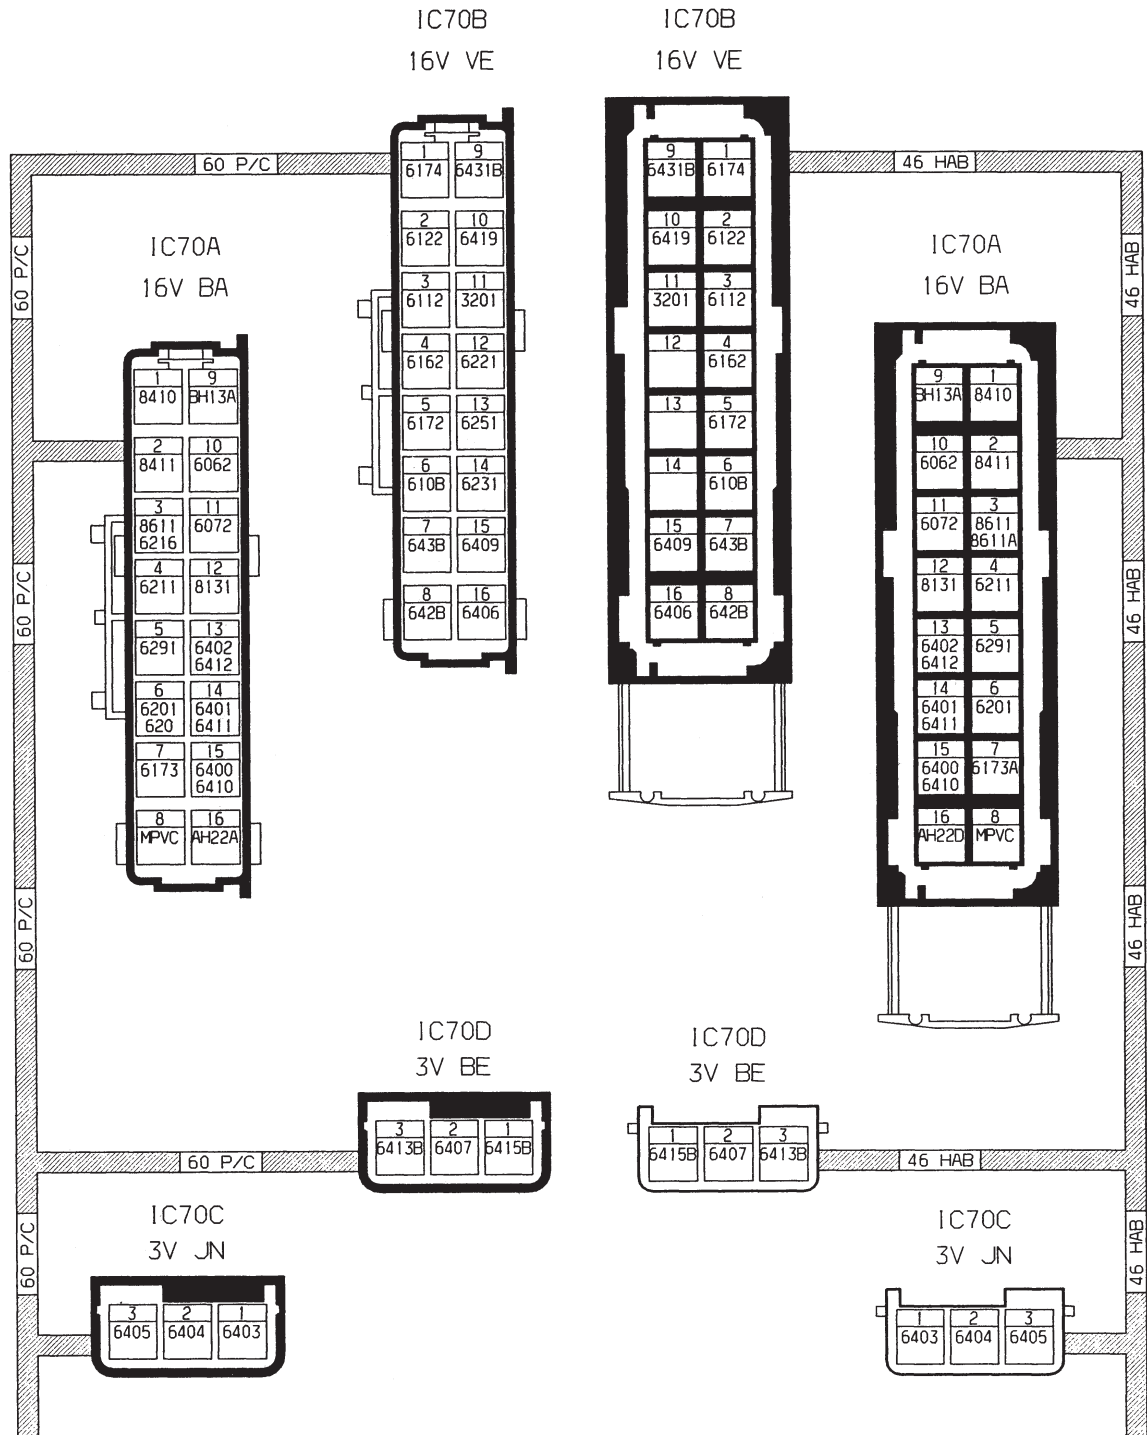 IC70B
16V VE
IC70B
16V VE
60 P/C
46 HAB
1 9
6174 6431B
2 10
6122 6419
3 11
6112 3201
4 12
6162 6221
5 13
6172 6251
6 14
610B 6231
7 15
643B 6409
8 16
642B 6406
9 1
6431B 6174
10 2
6419 6122
11 3
3201 6112
12 4
6162
13 5
6172
14 6
610B
15 7
6409 643B
16 8
6406 642B
60 P/C
46 HAB
IC70A
16V BA
IC70A
16V BA
1 9
8410 BH13A
2 10
8411 6062
3 11
8611 6072
6216
4 12
6211 8131
5 13
6291 6402
6412
6 14
6201 6401
620 6411
7 15
6173 6400
6410
8 16
MPVC AH22A
9 1
BH13A 8410
10 2
6062 8411
11 3
6072 8611
8611A
12 4
8131 6211
13 5
6402 6291
6412
14 6
6401 6201
6411
15 7
6400 6173A
6410
16 8
AH22D MPVC
60 P/C
46 HAB
60 P/C
46 HAB
IC70D
3V BE
IC70D
3V BE
3 2 1
6413B 6407 6415B
1 2 3
6415B 6407 6413B
60 P/C
46 HAB
60 P/C
46 HAB
IC70C
3V JN
IC70C
3V JN
3 2 1
6405 6404 6403
1 2 3
6403 6404 6405